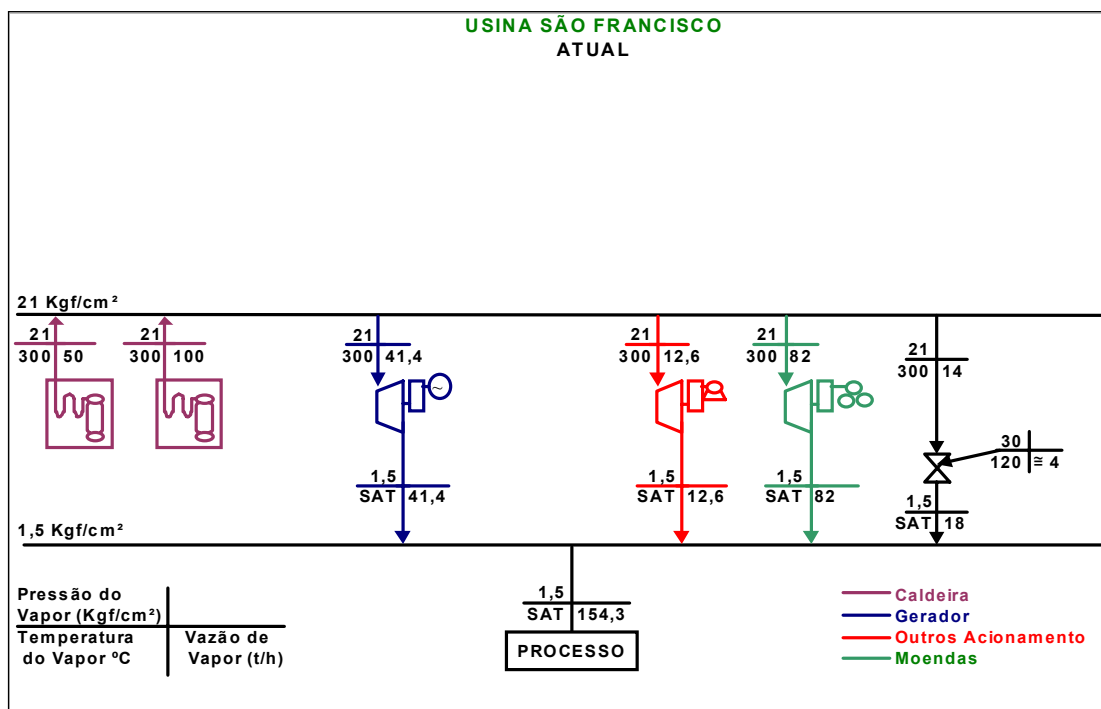 USINA SÃO FRANCISCO
ATUAL
21 Kgf/cm²
21
300 50
21
300 100
21
300 41,4
21
300 12,6
21
300 82
21
300 14
~
30
120 ≅ 4
1,5
SAT 41,4
1,5
SAT 12,6
1,5
SAT 82
1,5
SAT 18
1,5 Kgf/cm²
1,5
SAT 154,3
PROCESSO
Pressão do
Vapor (Kgf/cm²)
Temperatura Vazão de
do Vapor ºC Vapor (t/h)
Caldeira
Gerador
Outros Acionamento
Moendas